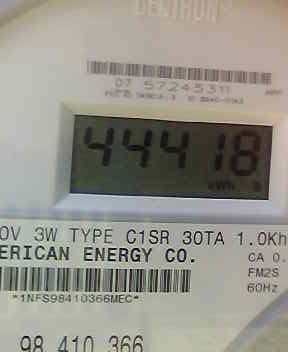 CENTRON
07 57245311
44418
kWh
0V 3W TYPE C1SR 30TA 1.0Kh
ERICAN ENERGY CO.
CA 0.
*1NFS98410366MEC*
FM2S
60Hz
98 410 366